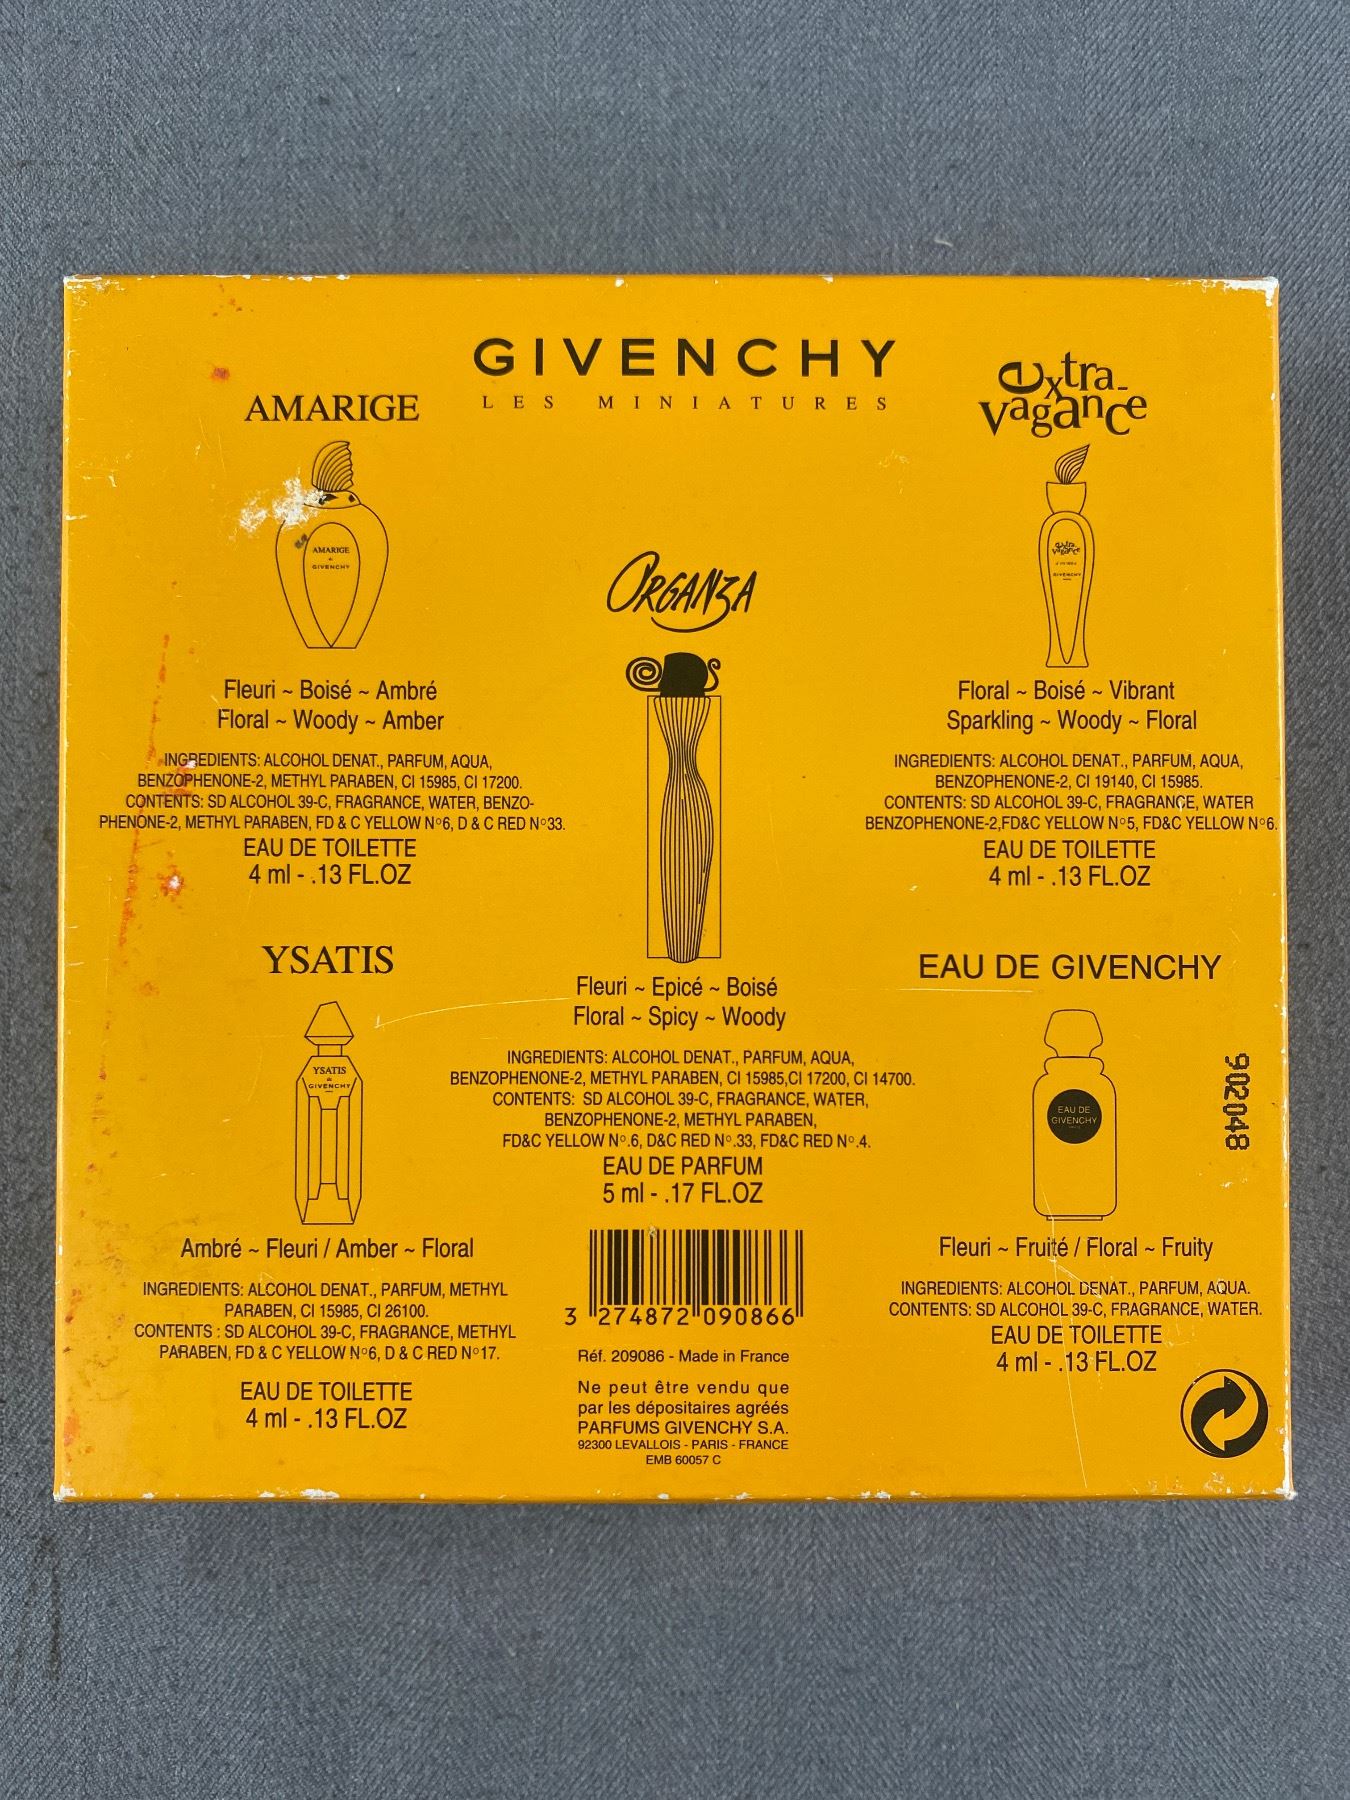 GIVENCHY
LES MINIATURES
AMARIGE
AMARIGE
de
GIVENCHY
Fleuri ~ Boisé ~ Ambré
Floral ~ Woody ~ Amber
INGREDIENTS: ALCOHOL DENAT., PARFUM, AQUA,
BENZOPHENONE-2, METHYL PARABEN, CI 15985, CI 17200.
CONTENTS: SD ALCOHOL 39-C, FRAGRANCE, WATER, BENZO-
PHENONE-2, METHYL PARABEN, FD & C YELLOW N°6, D & C RED N°33.
EAU DE TOILETTE
4 ml - .13 FL.OZ
extra-
vagance
extra-
vagance
GIVENCHY
Floral ~ Boisé ~ Vibrant
Sparkling ~ Woody ~ Floral
INGREDIENTS: ALCOHOL DENAT., PARFUM, AQUA,
BENZOPHENONE-2, CI 19140, CI 15985.
CONTENTS: SD ALCOHOL 39-C, FRAGRANCE, WATER
BENZOPHENONE-2,FD&C YELLOW N°5, FD&C YELLOW N°6.
EAU DE TOILETTE
4 ml - .13 FL.OZ
ORGANZA
Fleuri ~ Epicé ~ Boisé
Floral ~ Spicy ~ Woody
INGREDIENTS: ALCOHOL DENAT., PARFUM, AQUA,
BENZOPHENONE-2, METHYL PARABEN, CI 15985,CI 17200, CI 14700.
CONTENTS: SD ALCOHOL 39-C, FRAGRANCE, WATER,
BENZOPHENONE-2, METHYL PARABEN,
FD&C YELLOW N°.6, D&C RED N°.33, FD&C RED N°.4.
EAU DE PARFUM
5 ml - .17 FL.OZ
YSATIS
YSATIS
de
GIVENCHY
Ambré ~ Fleuri / Amber ~ Floral
INGREDIENTS: ALCOHOL DENAT., PARFUM, METHYL
PARABEN, CI 15985, CI 26100.
CONTENTS : SD ALCOHOL 39-C, FRAGRANCE, METHYL
PARABEN, FD & C YELLOW N°6, D & C RED N°17.
EAU DE TOILETTE
4 ml - .13 FL.OZ
EAU DE GIVENCHY
EAU DE
GIVENCHY
902048
Fleuri ~ Fruité / Floral ~ Fruity
INGREDIENTS: ALCOHOL DENAT., PARFUM, AQUA.
CONTENTS: SD ALCOHOL 39-C, FRAGRANCE, WATER.
EAU DE TOILETTE
4 ml - .13 FL.OZ
3 274872 090866
Réf. 209086 - Made in France
Ne peut être vendu que
par les dépositaires agréés
PARFUMS GIVENCHY S.A.
92300 LEVALLOIS - PARIS - FRANCE
EMB 60057 C